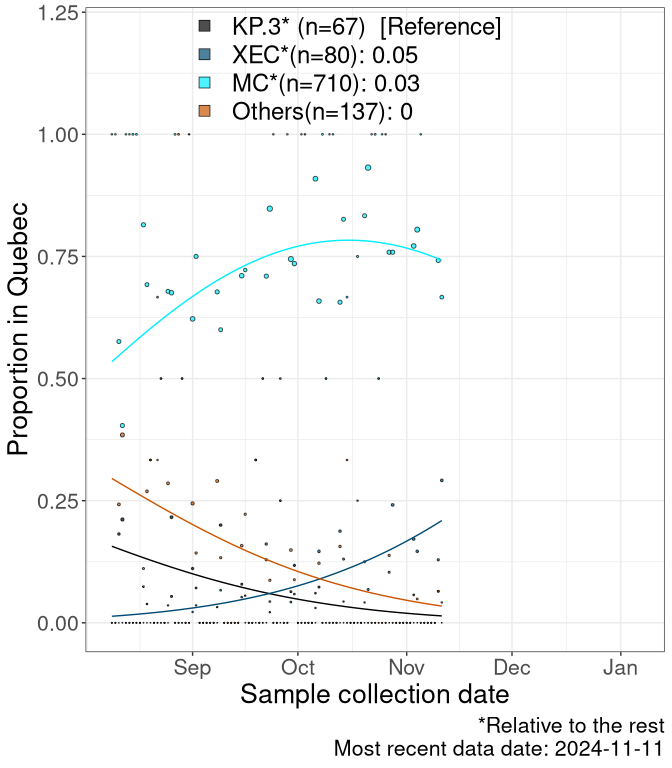 KP.3* (n=67)  [Reference]
XEC*(n=80): 0.05
MC*(n=710): 0.03
Others(n=137): 0
1.25
1.00
0.75
0.50
0.25
0.00
Proportion in Quebec
Sep Oct Nov Dec Jan
Sample collection date
*Relative to the rest
Most recent data date: 2024-11-11